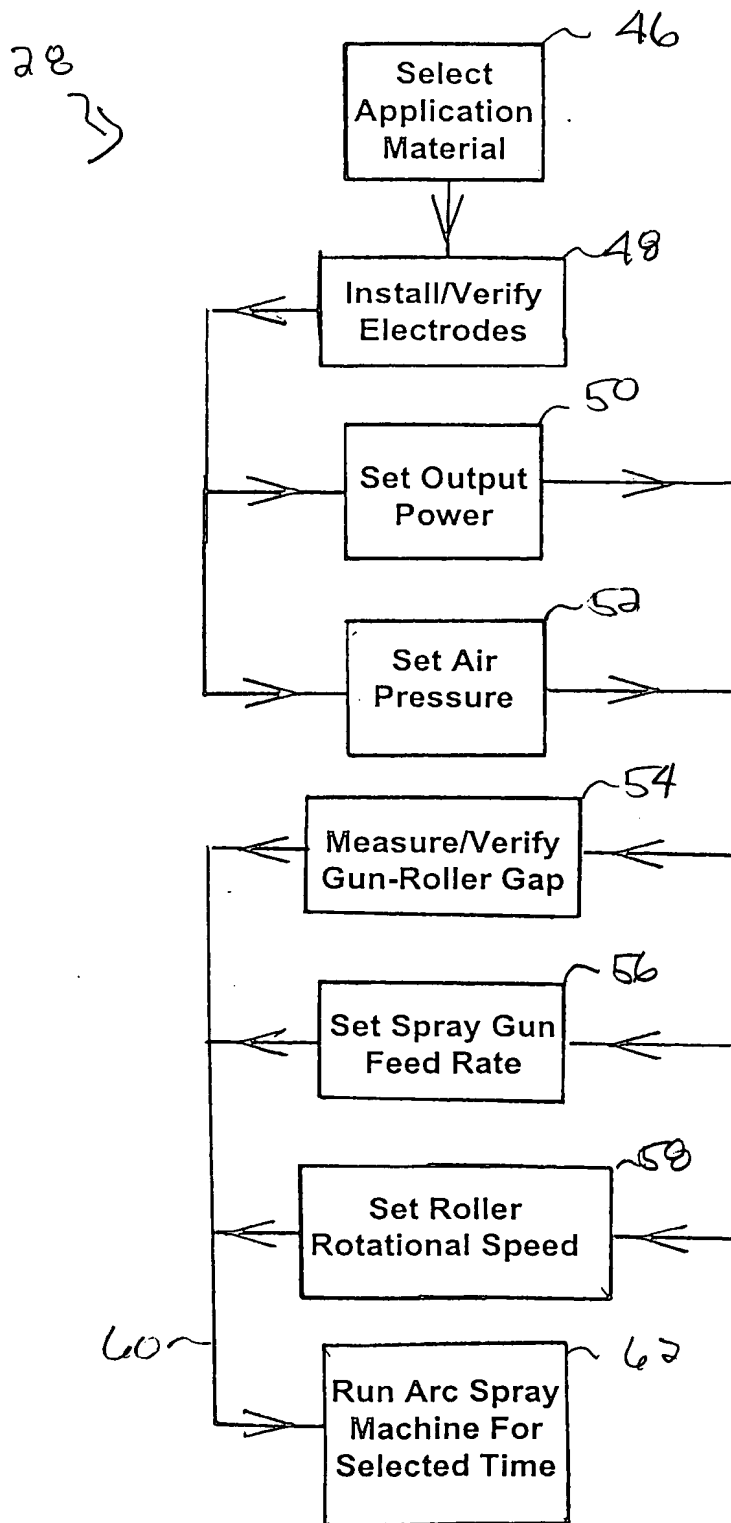 46
28
Select
Application
Material
48
Install/Verify
Electrodes
50
Set Output
Power
52
Set Air
Pressure
54
Measure/Verify
Gun-Roller Gap
56
Set Spray Gun
Feed Rate
58
Set Roller
Rotational Speed
60
62
Run Arc Spray
Machine For
Selected Time